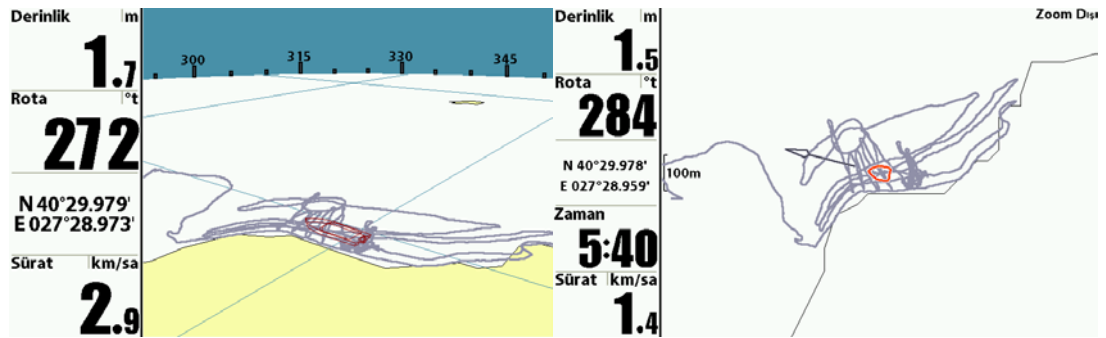 Derinlik m
1.7
Rota °t
272
N 40°29.979'
E 027°28.973'
Sürat km/sa
2.9
300 315 330 345
Derinlik m
1.5
Rota °t
284
N 40°29.978'
E 027°28.959'
Zaman
5:40
Sürat km/sa
1.4
100m
Zoom Dışı